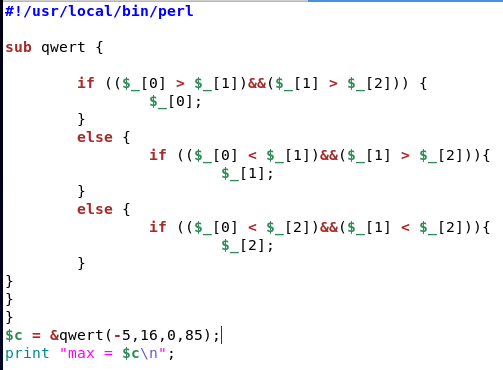 #!/usr/local/bin/perl
sub qwert {
if (($_[0] > $_[1])&&($_[1] > $_[2])) {
$_[0];
}
else {
if (($_[0] < $_[1])&&($_[1] > $_[2])){
$_[1];
}
else {
if (($_[0] < $_[2])&&($_[1] < $_[2])){
$_[2];
}
}
}
}
$c = &qwert(-5,16,0,85);
print "max = $c\n";